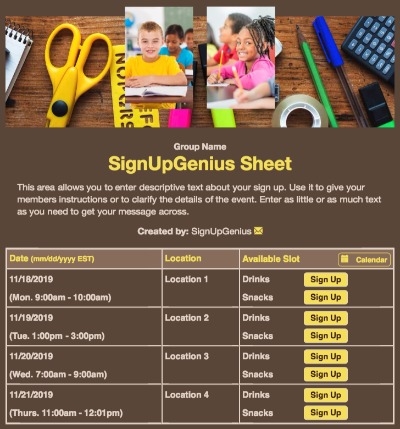 NOT FOR
Group Name
SignUpGenius Sheet
This area allows you to enter descriptive text about your sign up. Use it to give your
members instructions or to clarify the details of the event. Enter as little or as much text
as you need to get your message across.
Created by: SignUpGenius
Date (mm/dd/yyyy EST) Location Available Slot Calendar
11/18/2019 Location 1 Drinks Sign Up
(Mon. 9:00am - 10:00am) Snacks Sign Up
11/19/2019 Location 2 Drinks Sign Up
(Tue. 1:00pm - 3:00pm) Snacks Sign Up
11/20/2019 Location 3 Drinks Sign Up
(Wed. 7:00am - 9:00am) Snacks Sign Up
11/21/2019 Location 4 Drinks Sign Up
(Thurs. 11:00am - 12:01pm) Snacks Sign Up